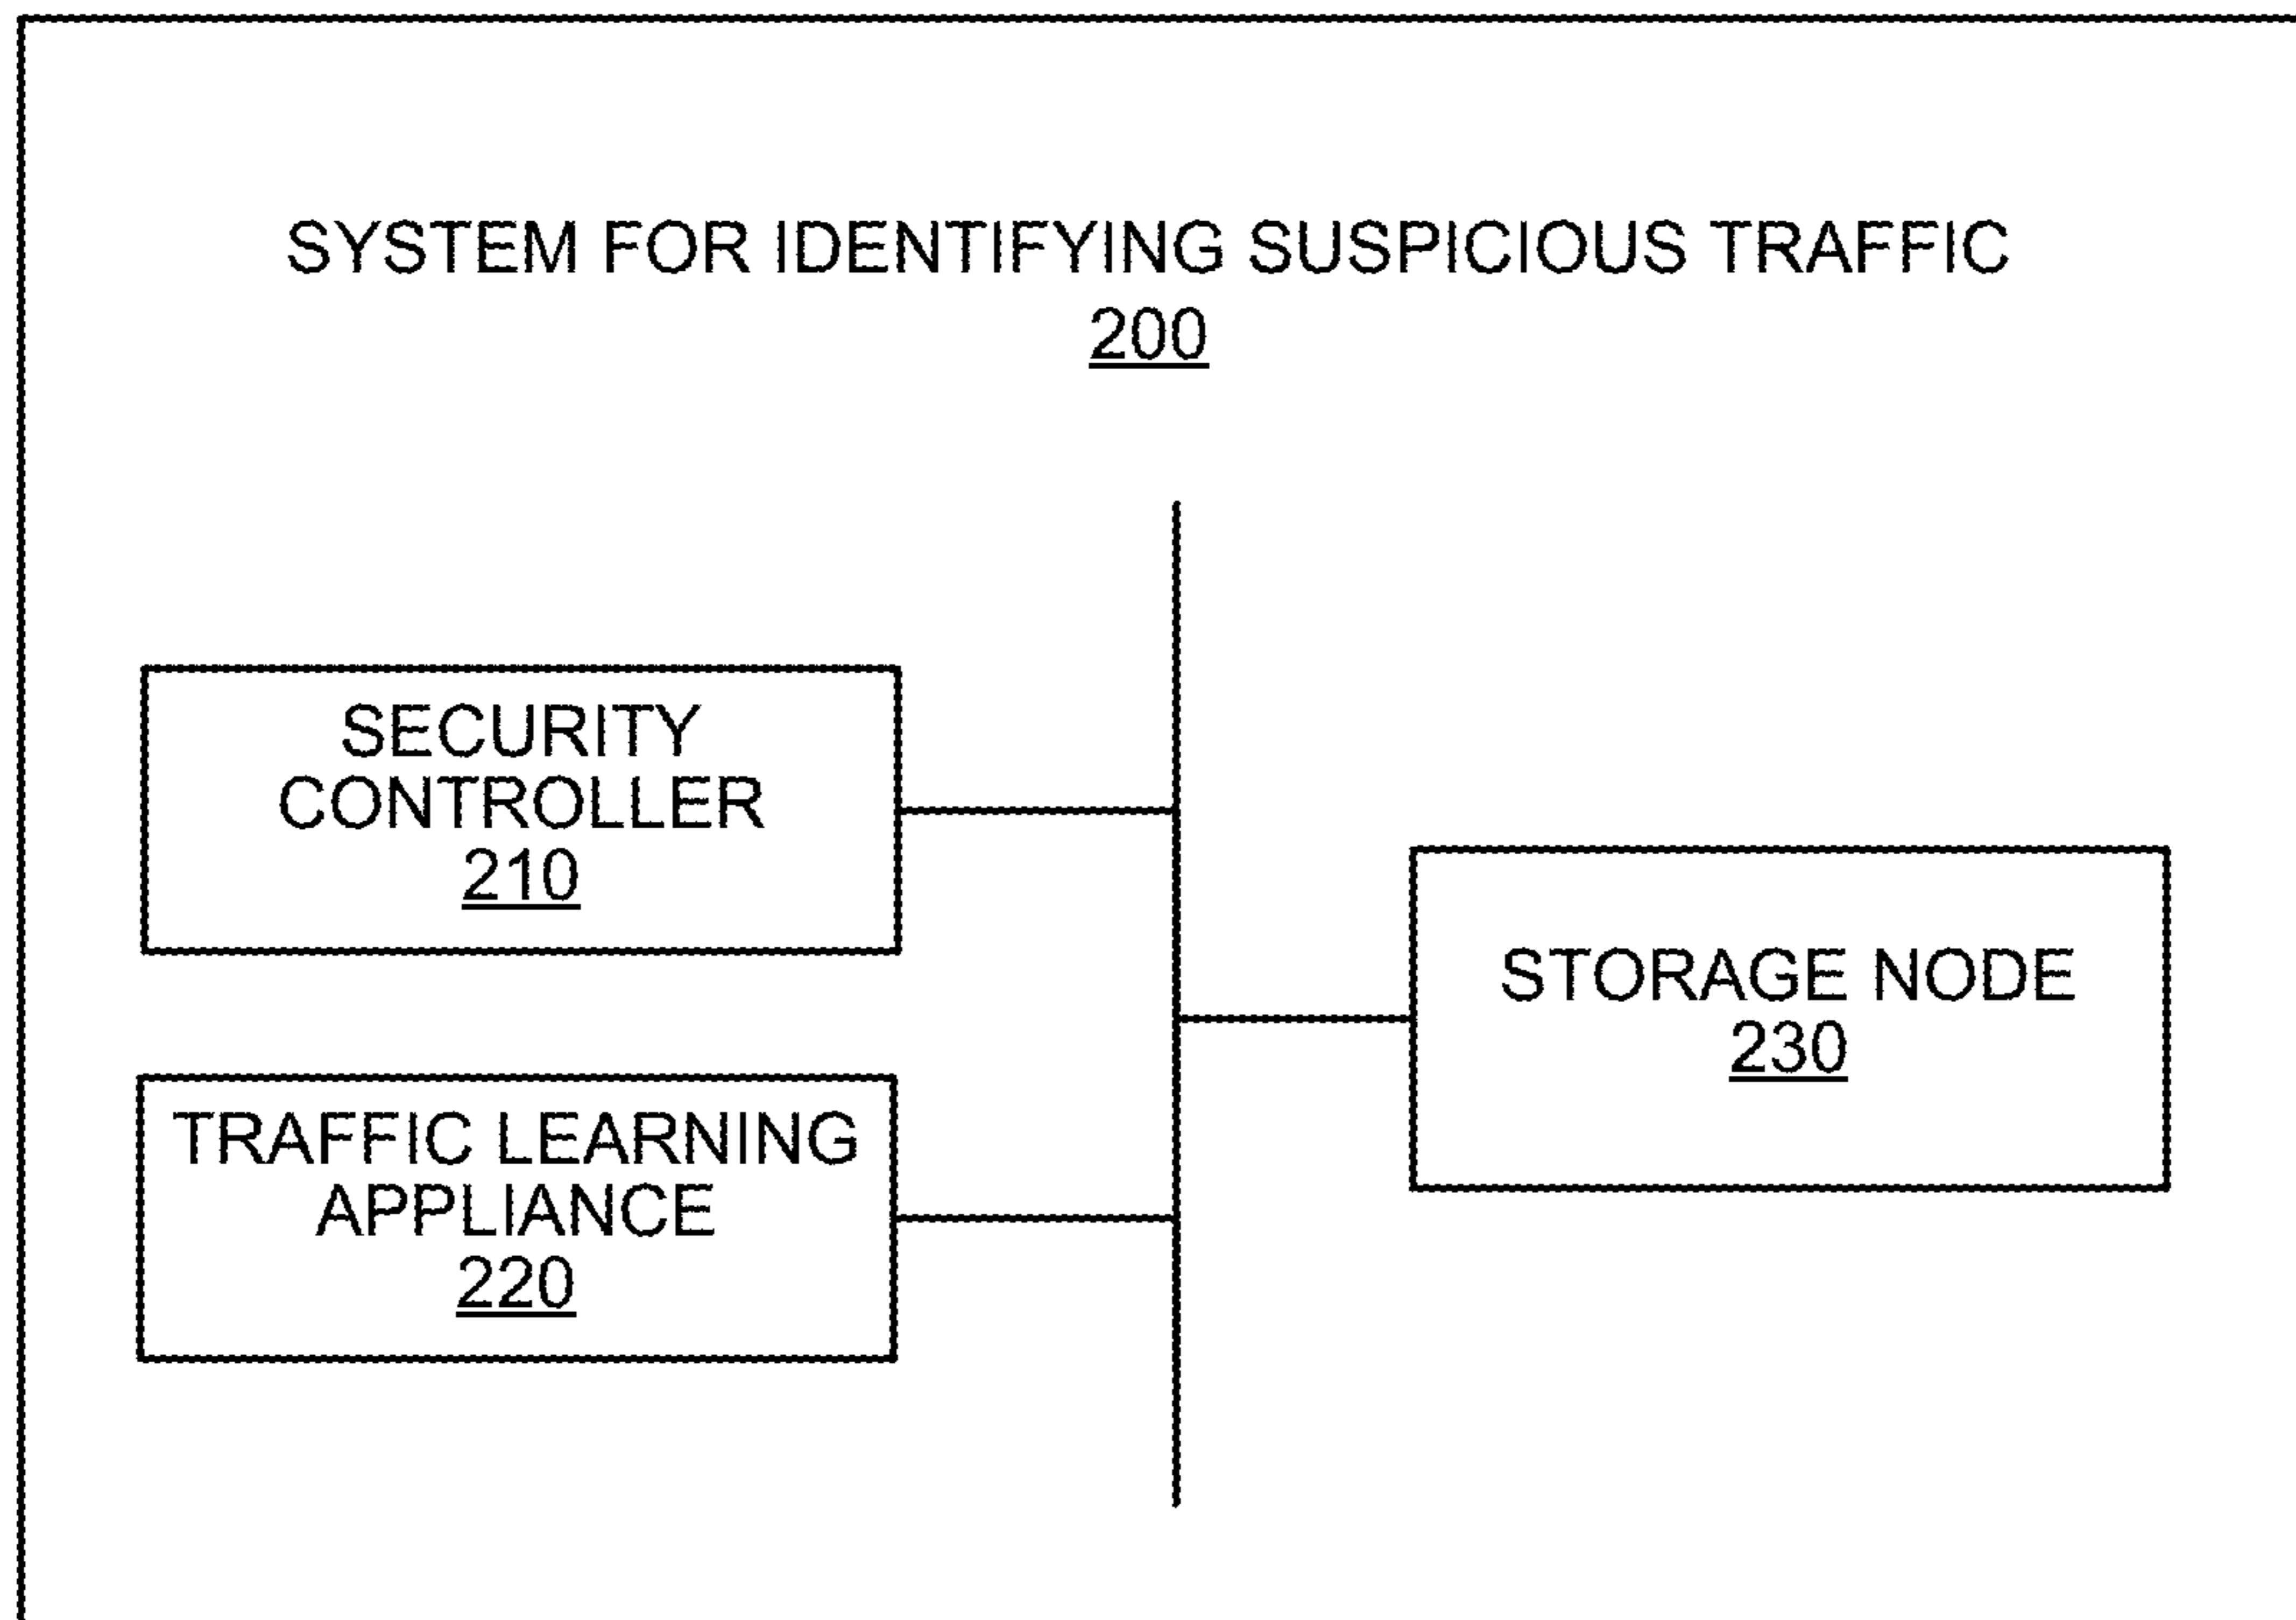 SYSTEM FOR IDENTIFYING SUSPICIOUS TRAFFIC
200
SECURITY
CONTROLLER
210
TRAFFIC LEARNING
APPLIANCE
220
STORAGE NODE
230